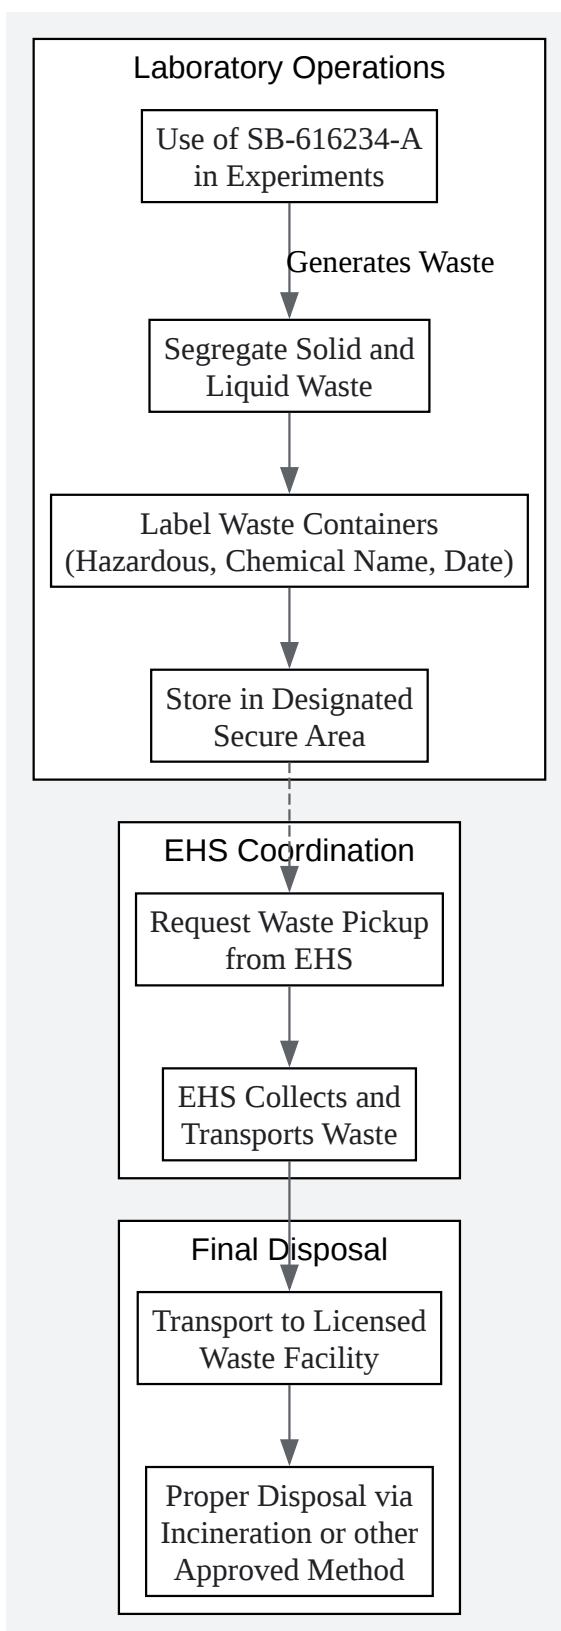 Laboratory Operations
Use of SB-616234-A
in Experiments
Generates Waste
Segregate Solid and
Liquid Waste
Label Waste Containers
(Hazardous, Chemical Name, Date)
Store in Designated
Secure Area
EHS Coordination
Request Waste Pickup
from EHS
EHS Collects and
Transports Waste
Final Disposal
Transport to Licensed
Waste Facility
Proper Disposal via
Incineration or other
Approved Method